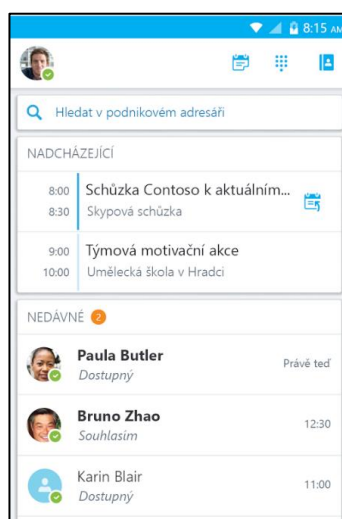 8:15 AM
Hledat v podnikovém adresáři
NADCHÁZEJÍCÍ
8:00 Schůzka Contoso k aktuálním...
8:30 Skypová schůzka
9:00 Týmová motivační akce
10:00 Umělecká škola v Hradci
NEDÁVNÉ 2
Paula Butler
Právě teď
Dostupný
Bruno Zhao
12:30
Souhlasím
Karin Blair
11:00
Dostupný